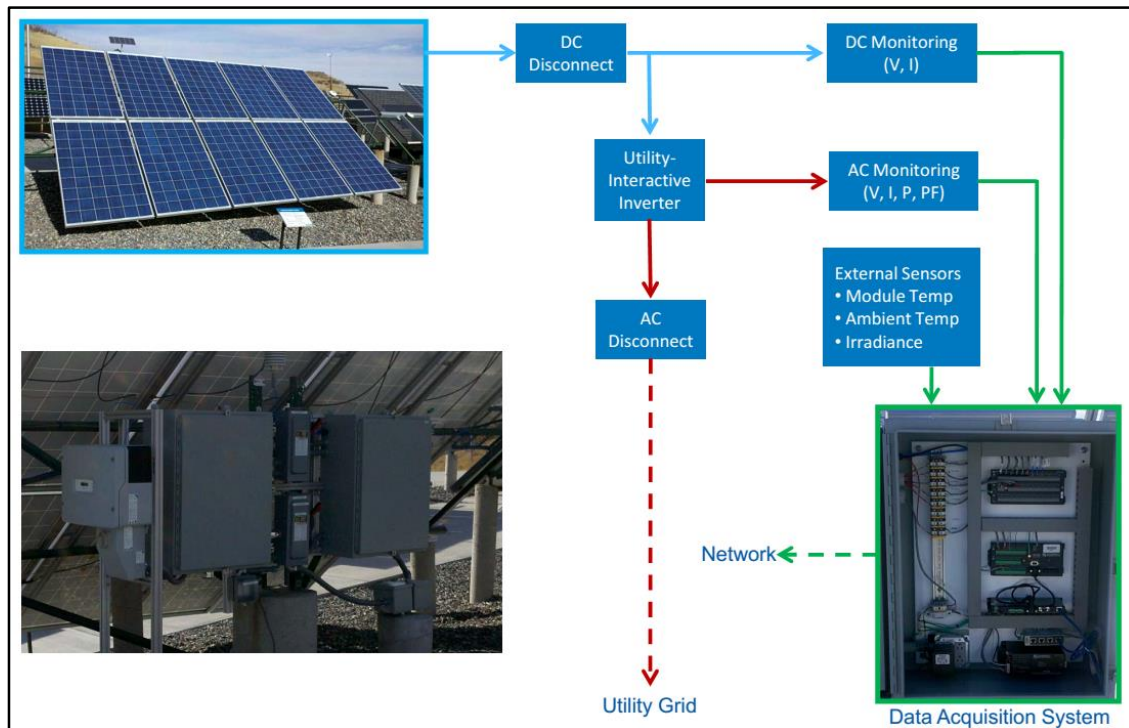 DC
Disconnect
DC Monitoring
(V, I)
Utility-
Interactive
Inverter
AC Monitoring
(V, I, P, PF)
External Sensors
• Module Temp
• Ambient Temp
• Irradiance
AC
Disconnect
Network
Utility Grid
Data Acquisition System